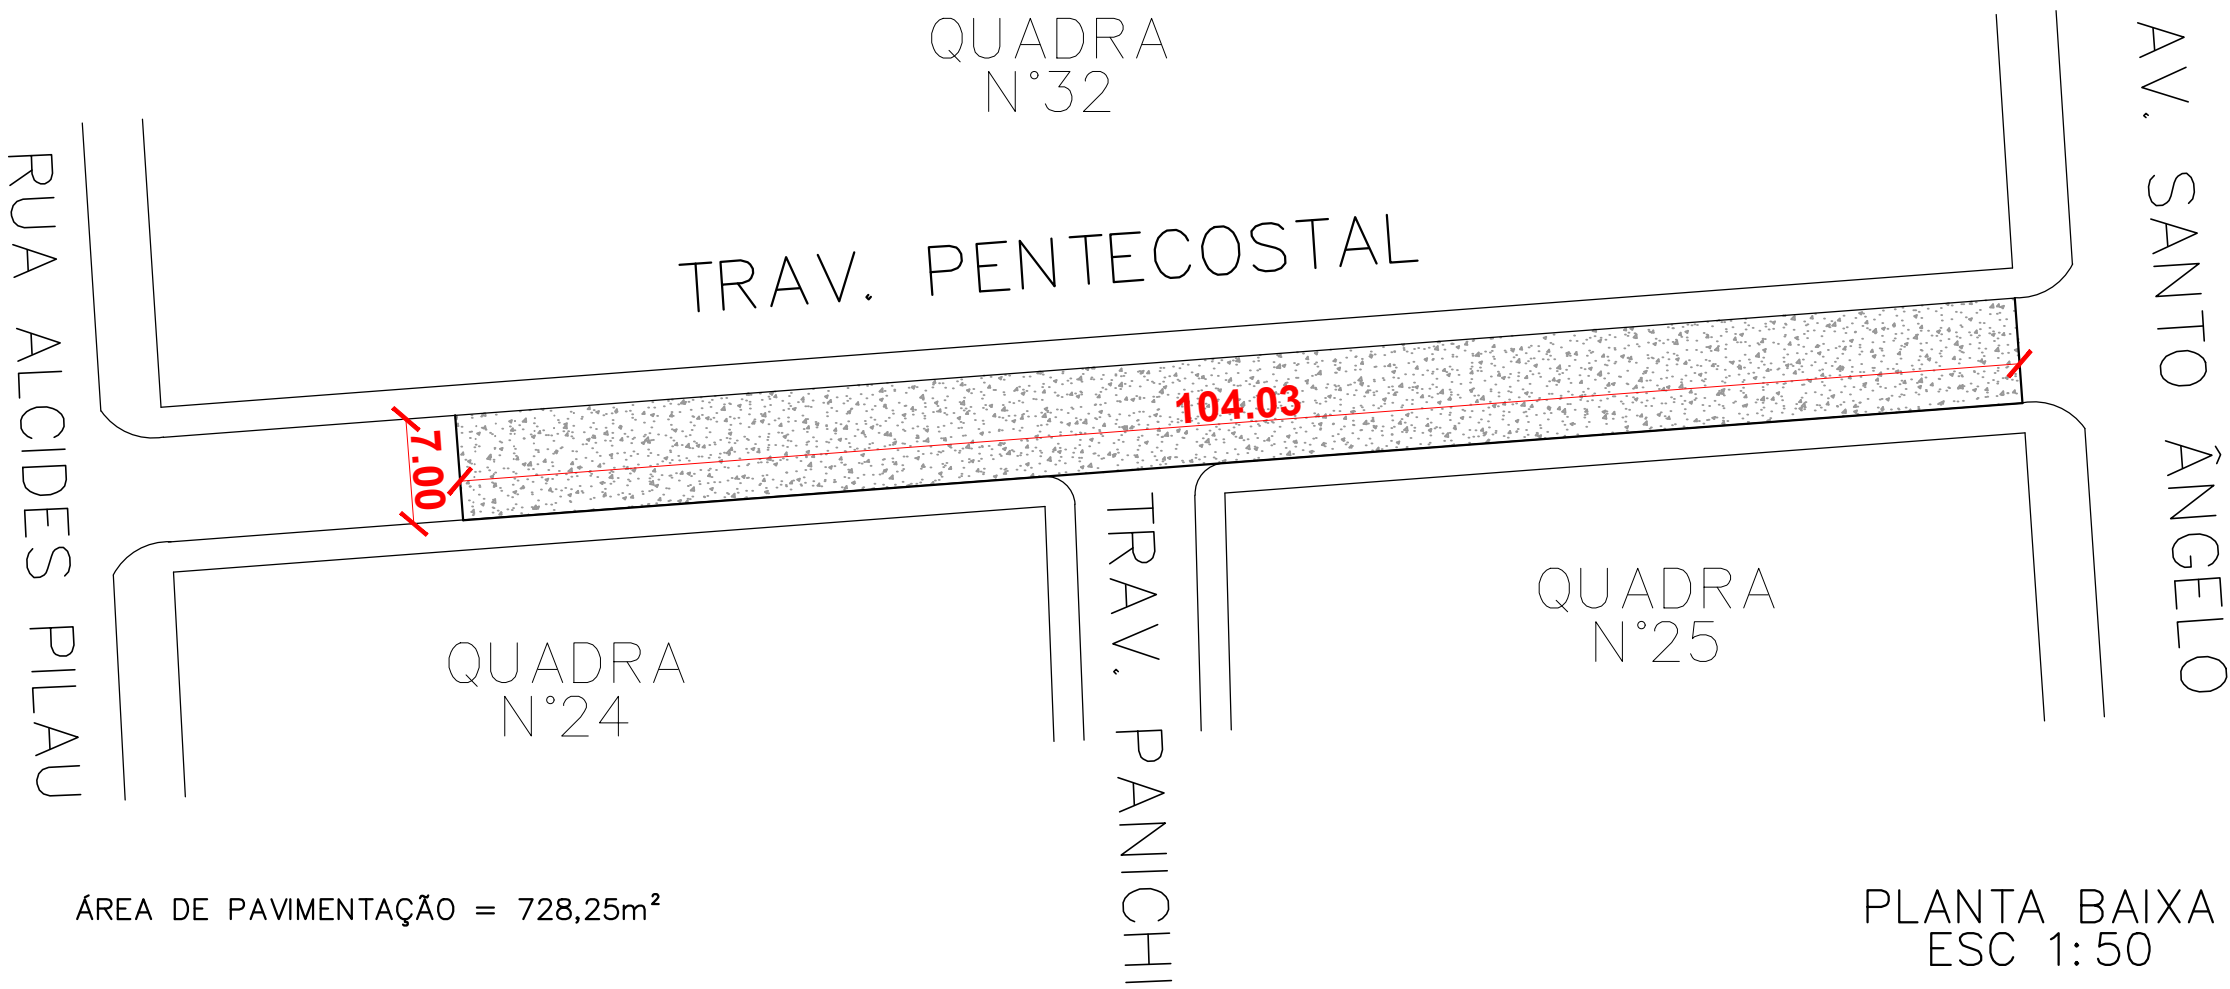 QUADRA
N°32
AV. SANTO ÂNGELO
RUA ALCIDES PILAU
TRAV. PENTECOSTAL
104.03
7.00
TRAV. PANICHI
QUADRA
N°25
QUADRA
N°24
ÁREA DE PAVIMENTAÇÃO = 728,25m²
PLANTA BAIXA
ESC 1:50